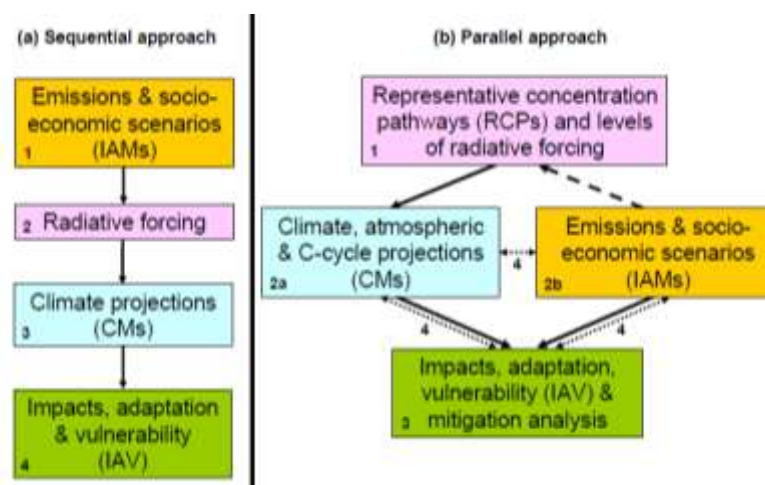 (a) Sequential approach
Emissions & socio-
economic scenarios
(IAMs)
1
2 Radiative forcing
Climate projections
(CMs)
3
Impacts, adaptation
& vulnerability
(IAV)
4
(b) Parallel approach
Representative concentration
pathways (RCPs) and levels
of radiative forcing
1
Climate, atmospheric
& C-cycle projections
(CMs)
2a
4
Emissions & socio-
economic scenarios
(IAMs)
2b
4
4
Impacts, adaptation,
vulnerability (IAV) &
mitigation analysis
3